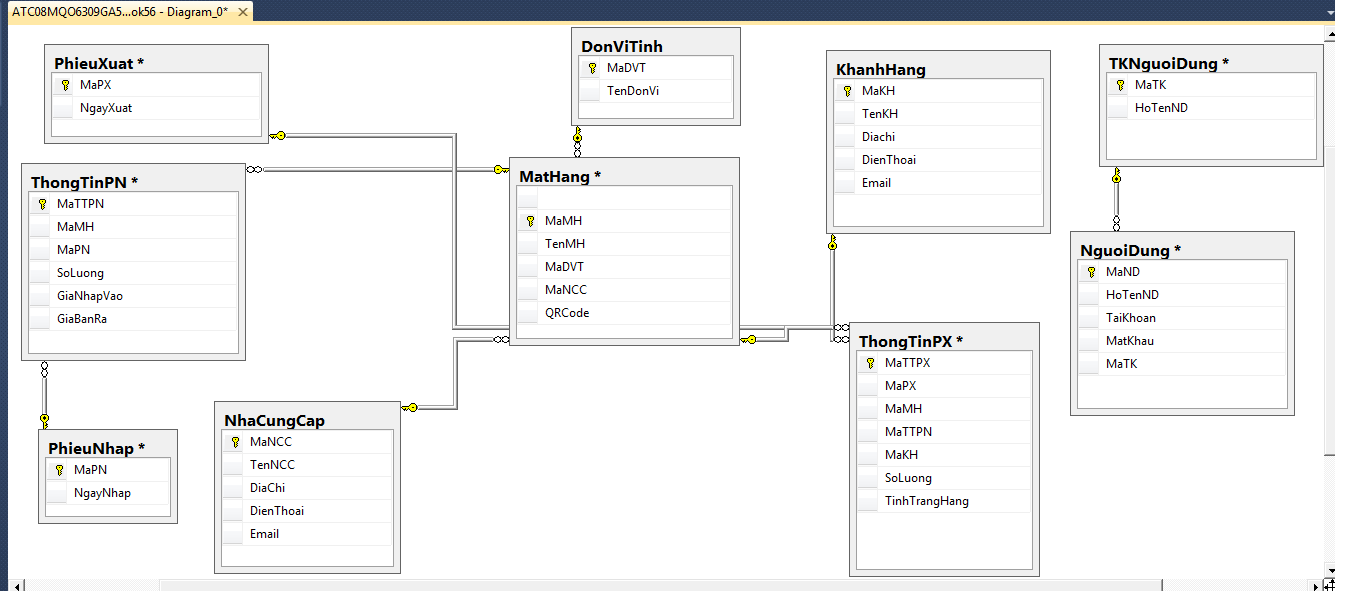 ATC08MQO6309GA5...ok56 - Diagram_0*
PhieuXuat *
MaPX
NgayXuat
DonViTinh
MaDVT
TenDonVi
KhanhHang
MaKH
TenKH
Diachi
DienThoai
Email
TKNguoiDung *
MaTK
HoTenND
ThongTinPN *
MaTTPN
MaMH
MaPN
SoLuong
GiaNhapVao
GiaBanRa
MatHang *
MaMH
TenMH
MaDVT
MaNCC
QRCode
NguoiDung *
MaND
HoTenND
TaiKhoan
MatKhau
MaTK
ThongTinPX *
MaTTPX
MaPX
MaMH
MaTTPN
MaKH
SoLuong
TinhTrangHang
NhaCungCap
MaNCC
TenNCC
DiaChi
DienThoai
Email
PhieuNhap *
MaPN
NgayNhap